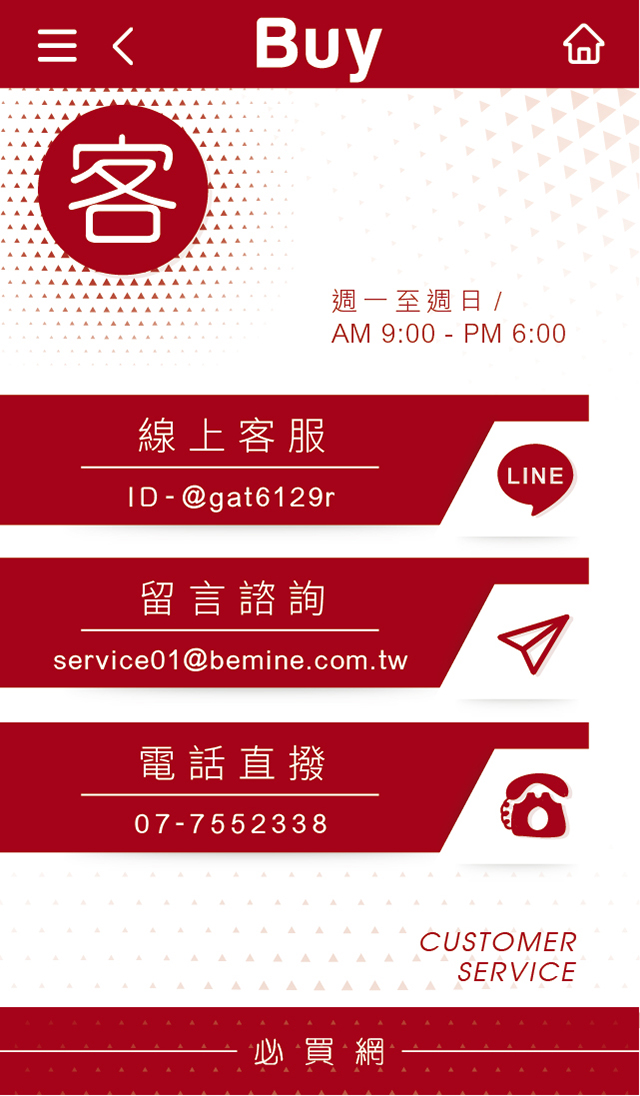 Buy
客
週一至週日 /
AM 9:00 - PM 6:00
線上客服
ID-@gat6129r
LINE
留言諮詢
service01@bemine.com.tw
電話直撥
07-7552338
CUSTOMER
SERVICE
必買網